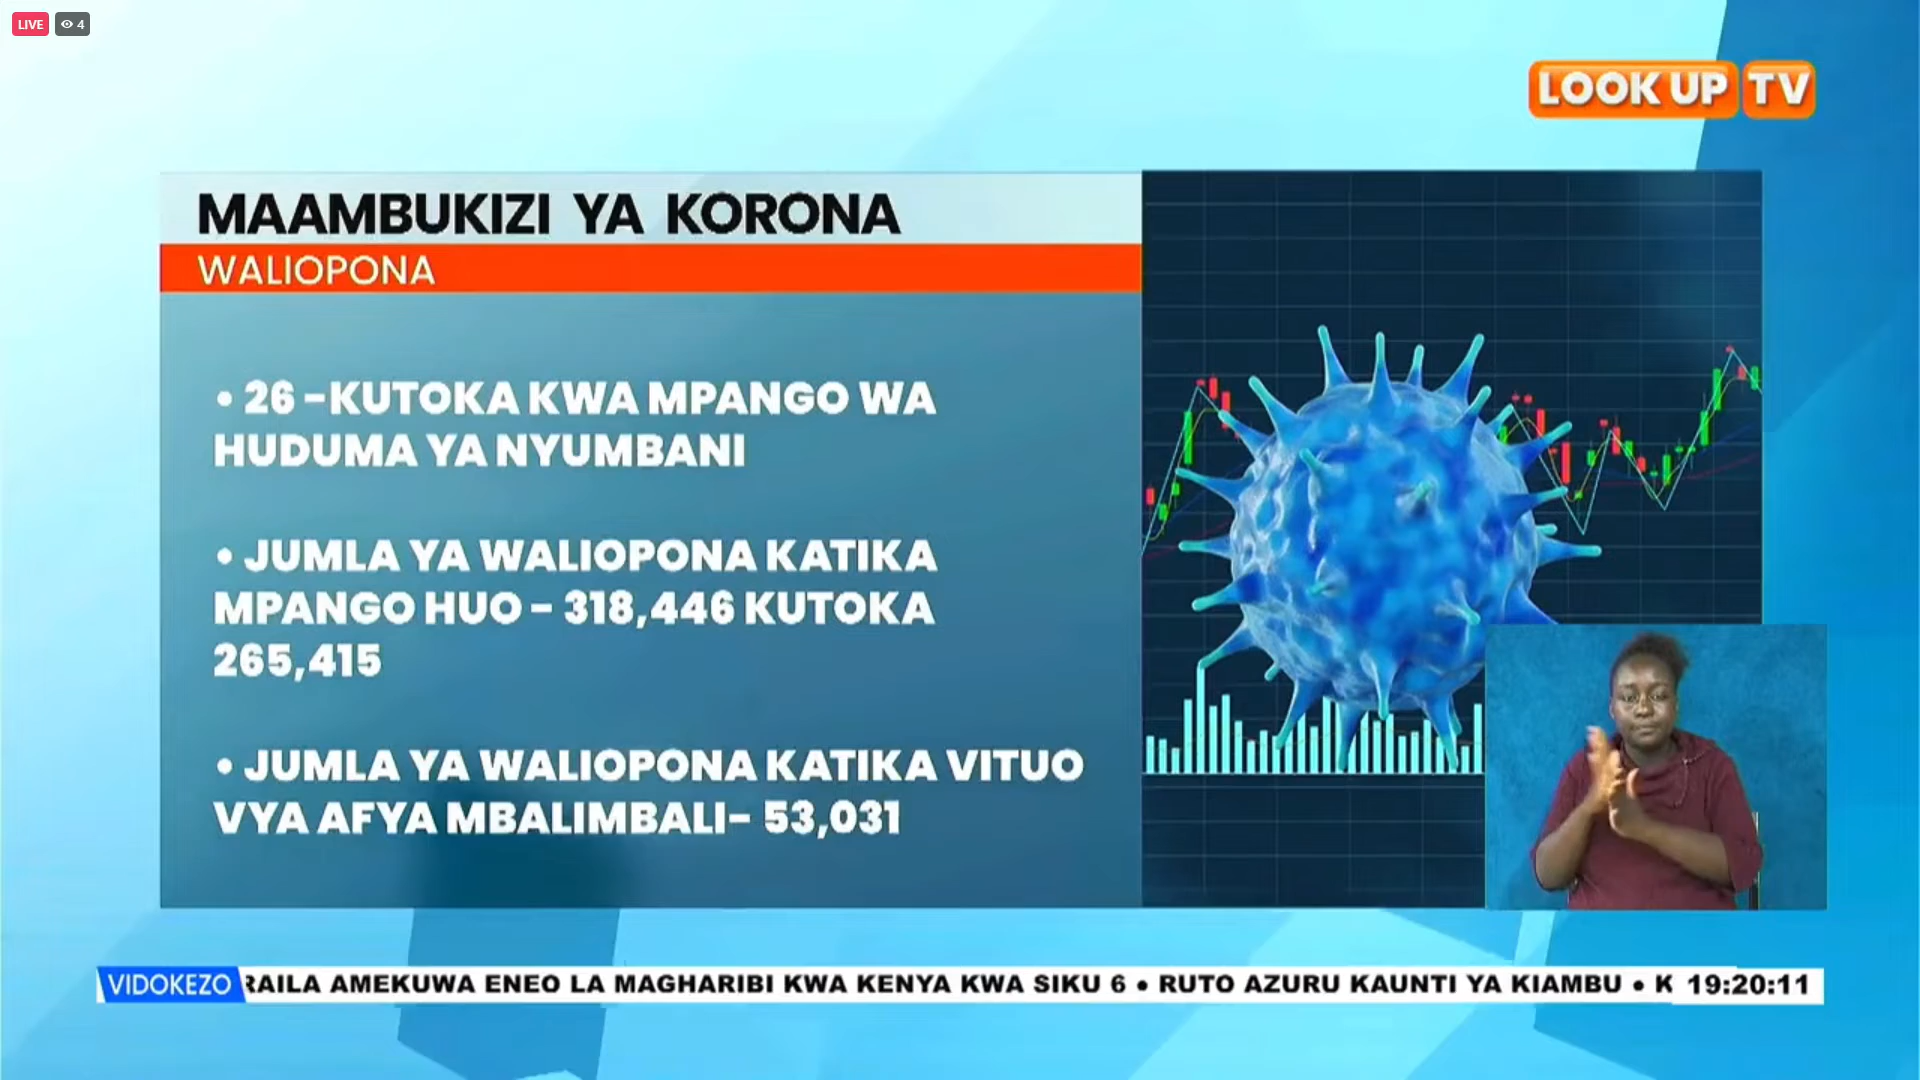 LIVE 4
LOOK UP TV
MAAMBUKIZI YA KORONA
WALIOPONA
• 26 -KUTOKA KWA MPANGO WA
HUDUMA YA NYUMBANI
• JUMLA YA WALIOPONA KATIKA
MPANGO HUO - 318,446 KUTOKA
265,415
• JUMLA YA WALIOPONA KATIKA VITUO
VYA AFYA MBALIMBALI- 53,031
VIDOKEZO RAILA AMEKUWA ENEO LA MAGHARIBI KWA KENYA KWA SIKU 6 • RUTO AZURU KAUNTI YA KIAMBU • K 19:20:11